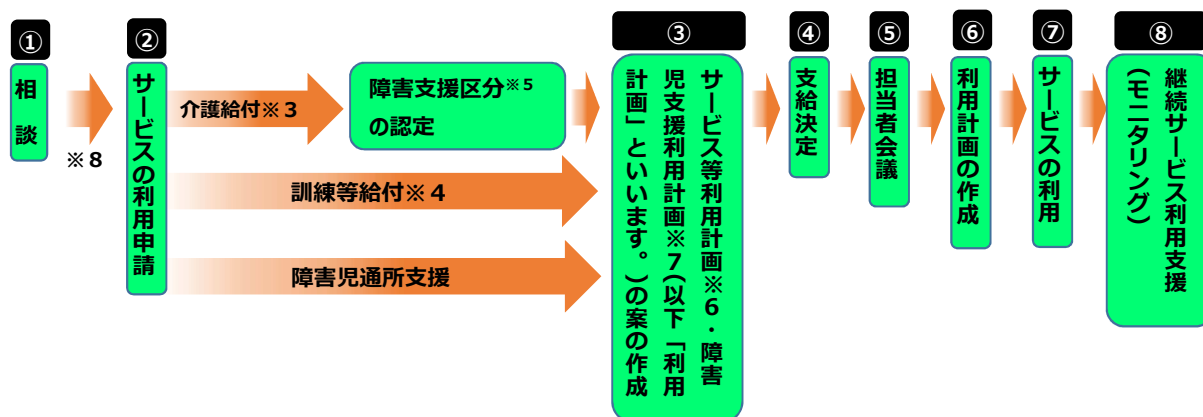 ①
相談
※８
②
サービスの利用申請
介護給付※３
障害支援区分※５
の認定
訓練等給付※４
障害児通所支援
③
サービス等利用計画※６・障害
児支援利用計画※７(以下「利用
計画」といいます。)の案の作成
④
支給決定
⑤
担当者会議
⑥
利用計画の作成
⑦
サービスの利用
⑧
継続サービス利用支援
(モニタリング)